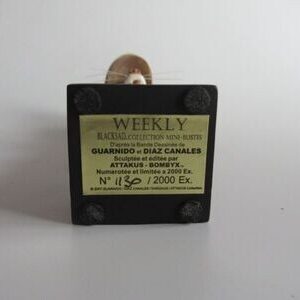 WEEKLY
BLACKSAD, COLLECTION MINI-BUSTES
D'après la Bande Dessinée de
GUARNIDO et DIAZ CANALES
Sculptée et éditée par
ATTAKUS - BOMBYX
Numérotée et limitée à 2000 Ex.
N° 1130 / 2000 Ex.